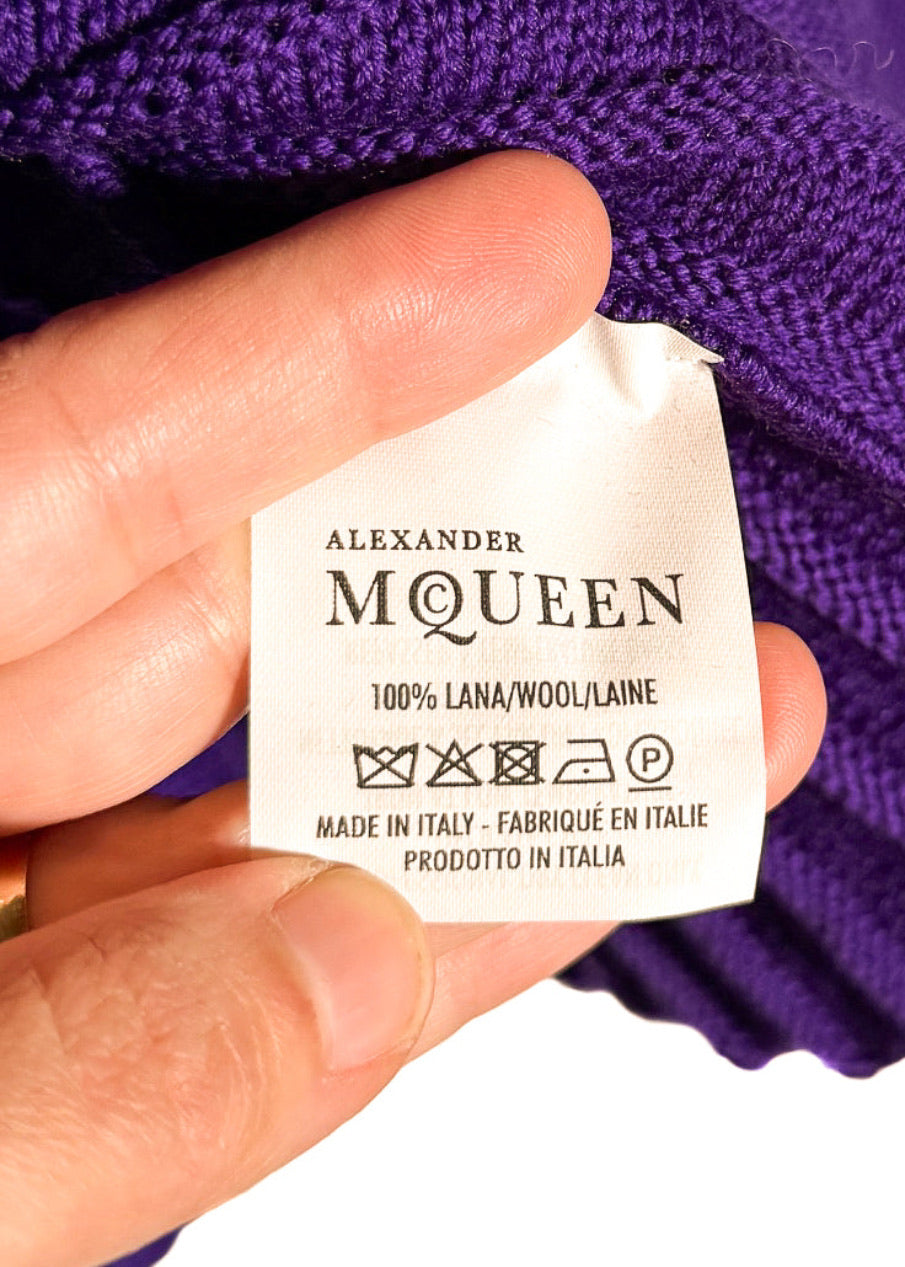 ALEXANDER
McQUEEN
100% LANA/WOOL/LAINE
P
MADE IN ITALY - FABRIQUÉ EN ITALIE
PRODOTTO IN ITALIA